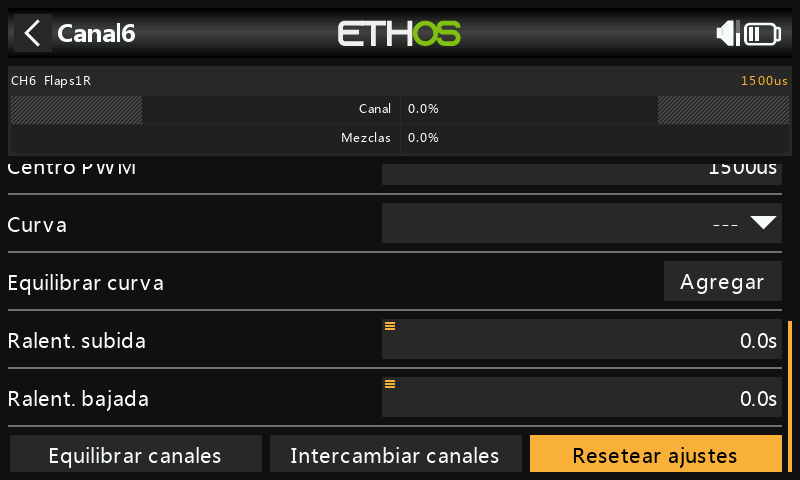 Canal6
ETHOS
CH6 Flaps1R 1500us
Canal 0.0%
Mezclas 0.0%
Centro PWM 1500us
Curva ---
Equilibrar curva Agregar
Ralent. subida 0.0s
Ralent. bajada 0.0s
Equilibrar canales Intercambiar canales Resetear ajustes